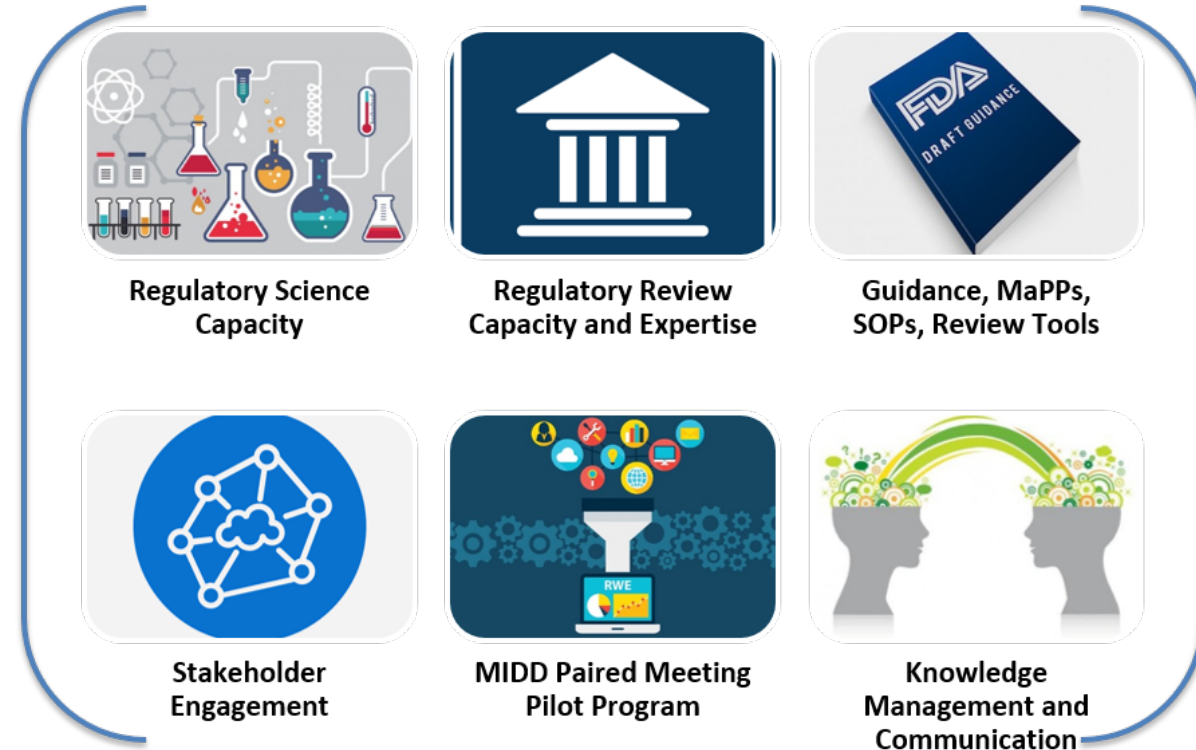 FDA
DRAFT GUIDANCE
Regulatory Science
Capacity
Regulatory Review
Capacity and Expertise
Guidance, MaPPs,
SOPs, Review Tools
RWE
Stakeholder
Engagement
MIDD Paired Meeting
Pilot Program
Knowledge
Management and
Communication